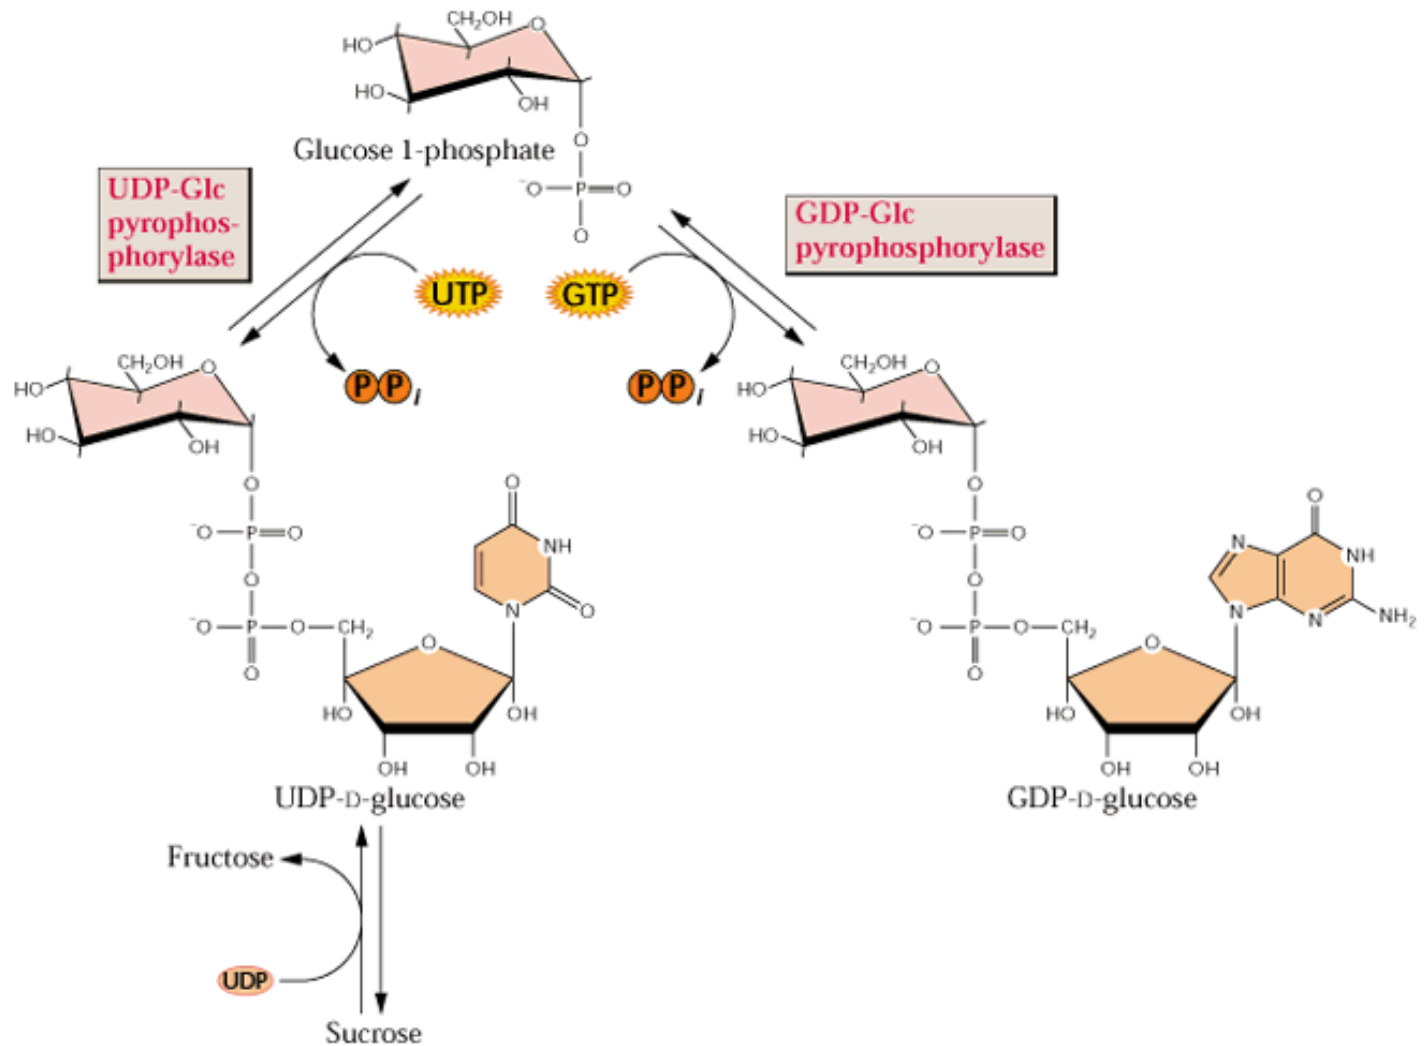 CH₂OH
O
HO
HO
OH
O
Glucose 1-phosphate
⁻O—P=O
O
UDP-Glc
pyrophos-
phorylase
GDP-Glc
pyrophosphorylase
UTP
GTP
PPi
PPi
CH₂OH
O
HO
HO
OH
O
⁻O—P=O
O
⁻O—P—O—CH₂
O
O
NH
O
N
O
HO
OH
OH
OH
UDP-D-glucose
CH₂OH
O
HO
HO
OH
O
⁻O—P=O
O
⁻O—P—O—CH₂
O
O
N
NH
N
N
NH₂
O
HO
OH
OH
OH
GDP-D-glucose
Fructose
UDP
Sucrose